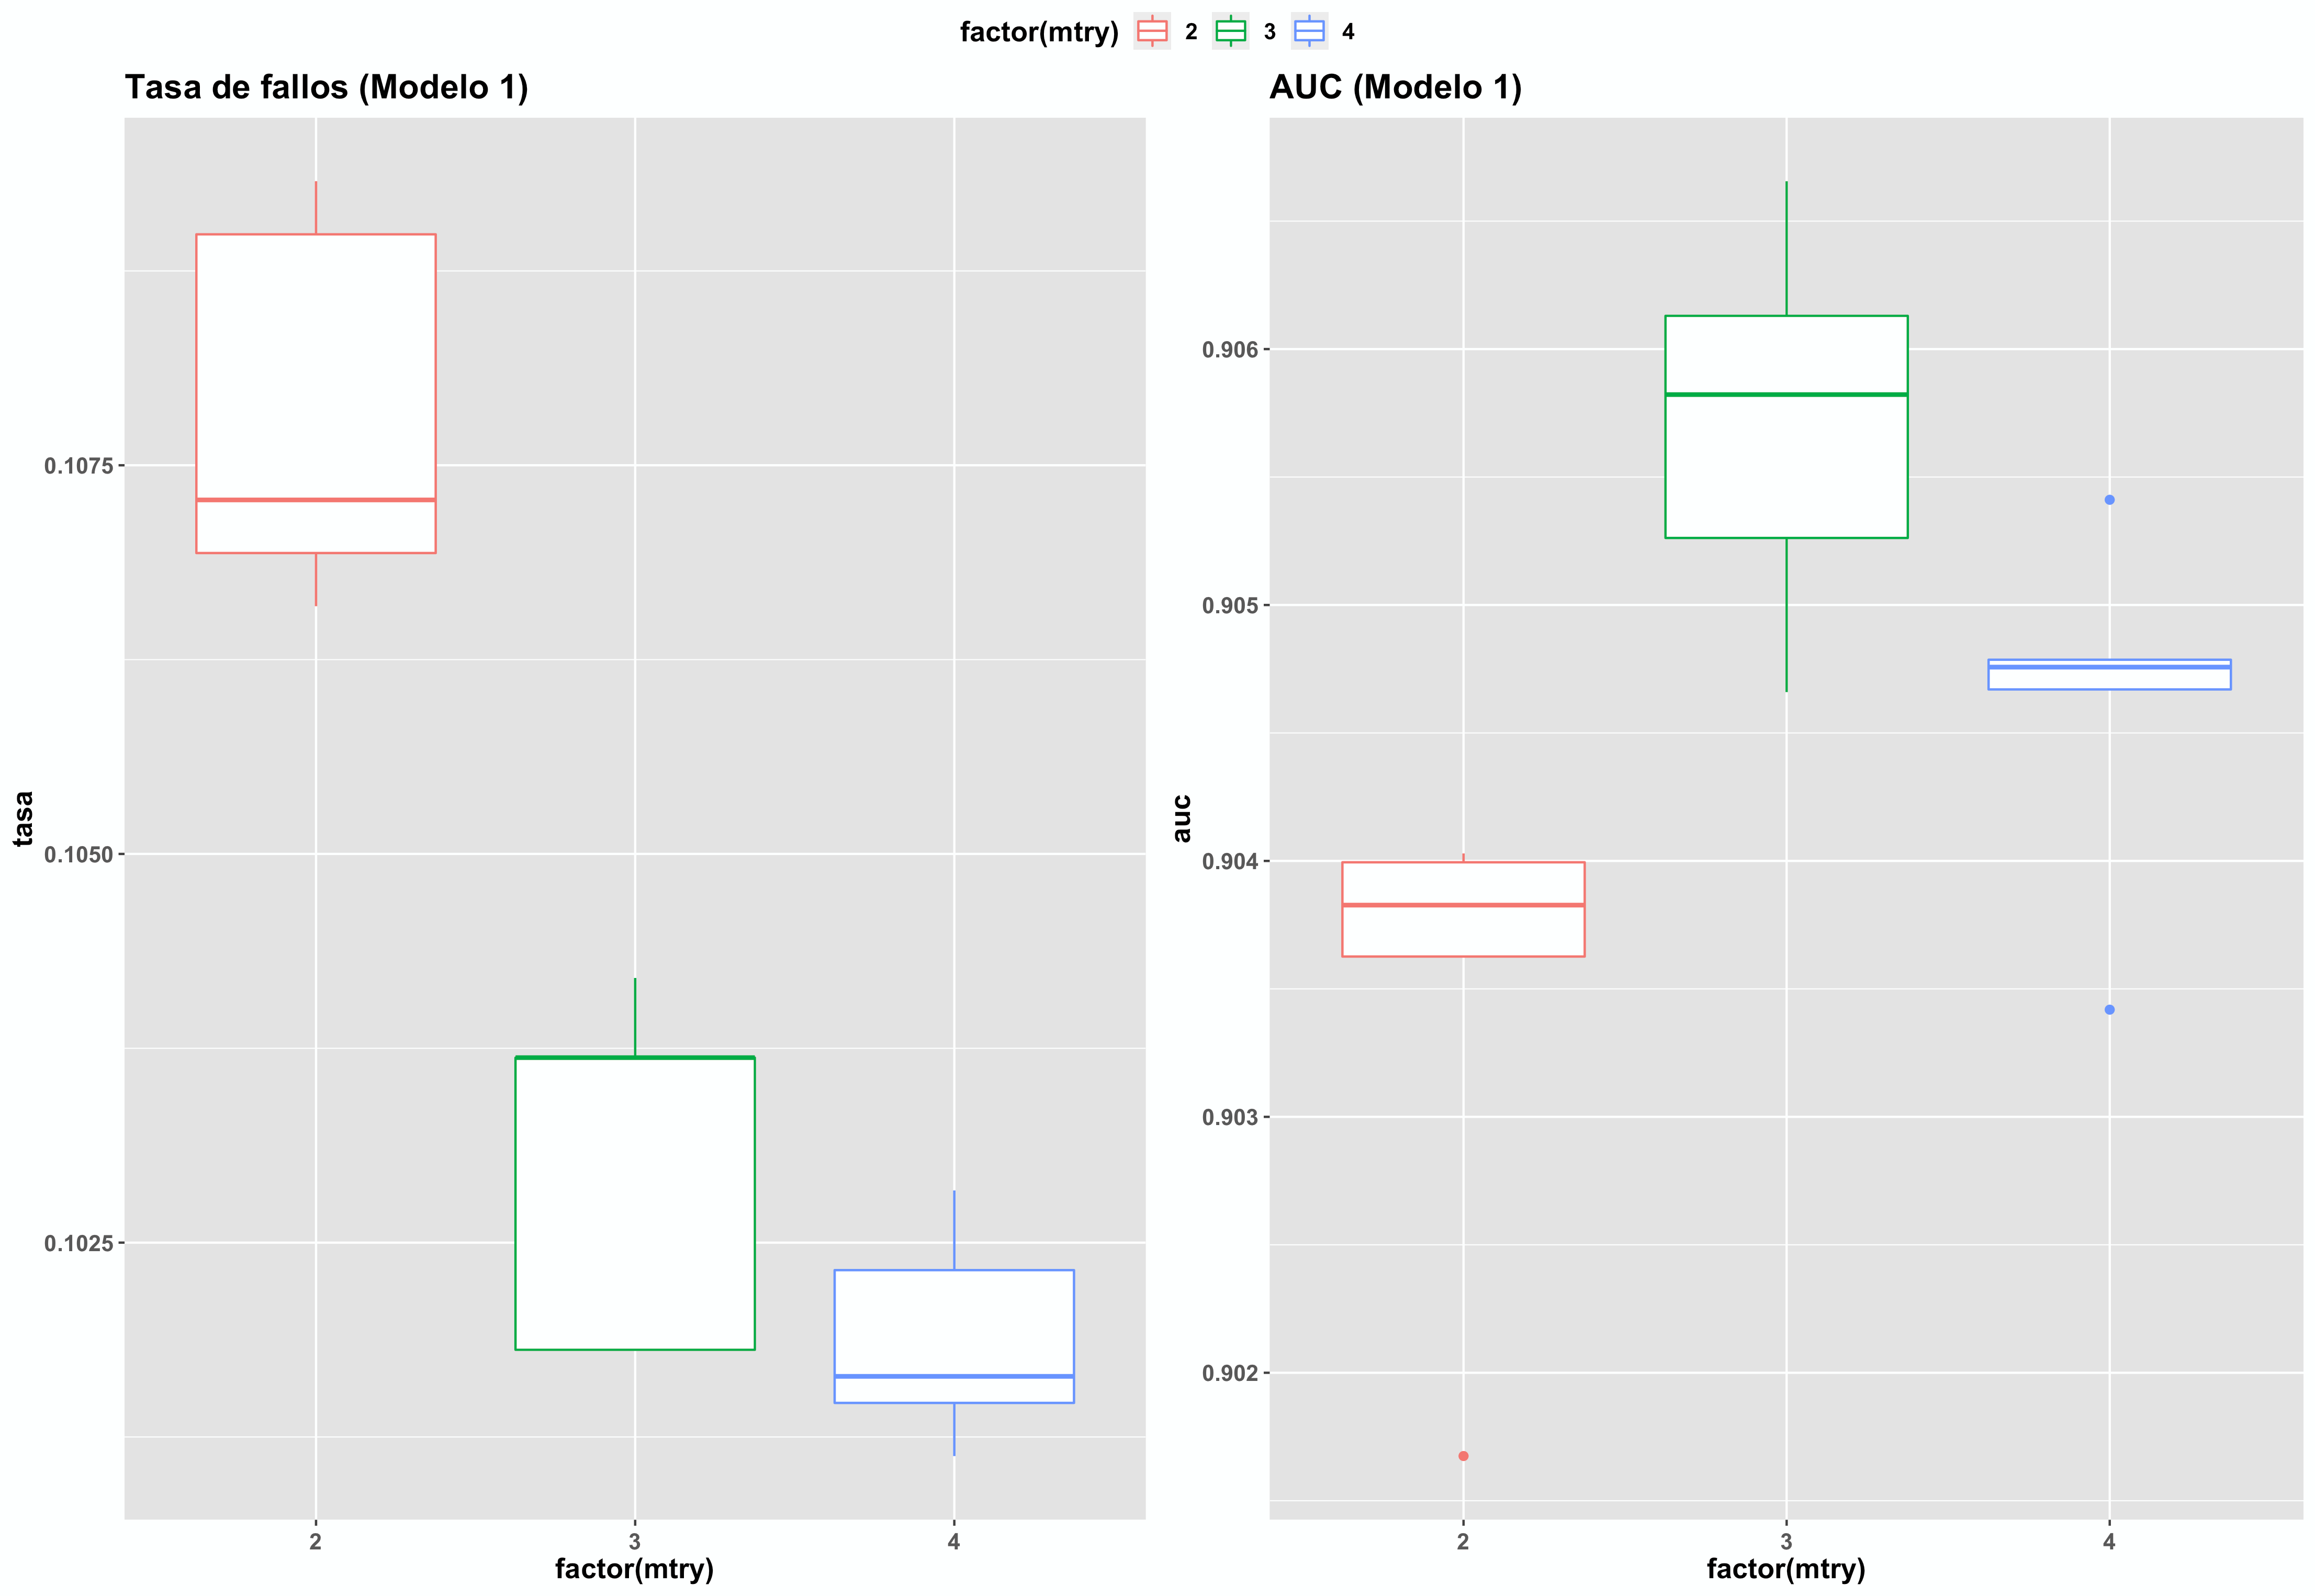 factor(mtry) 2 3 4
Tasa de fallos (Modelo 1)
tasa
0.1075
0.1050
0.1025
2 3 4
factor(mtry)
AUC (Modelo 1)
auc
0.906
0.905
0.904
0.903
0.902
2 3 4
factor(mtry)